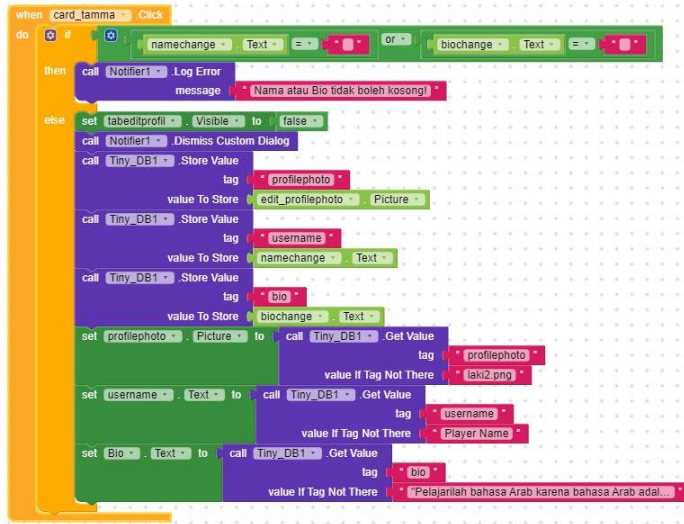 when card_tamma .Click
do if namechange . Text = " " or biochange . Text = " "
then call Notifier1 .Log Error
message " Nama atau Bio tidak boleh kosong! "
else set tabeditprofil . Visible to false
call Notifier1 .Dismiss Custom Dialog
call Tiny_DB1 .Store Value
tag " profilephoto "
value To Store edit_profilephoto . Picture
call Tiny_DB1 .Store Value
tag " username "
value To Store namechange . Text
call Tiny_DB1 .Store Value
tag " bio "
value To Store biochange . Text
set profilephoto . Picture to call Tiny_DB1 .Get Value
tag " profilephoto "
value If Tag Not There " laki2.png "
set username . Text to call Tiny_DB1 .Get Value
tag " username "
value If Tag Not There " Player Name "
set Bio . Text to call Tiny_DB1 .Get Value
tag " bio "
value If Tag Not There " "Pelajarilah bahasa Arab karena bahasa Arab adal... "